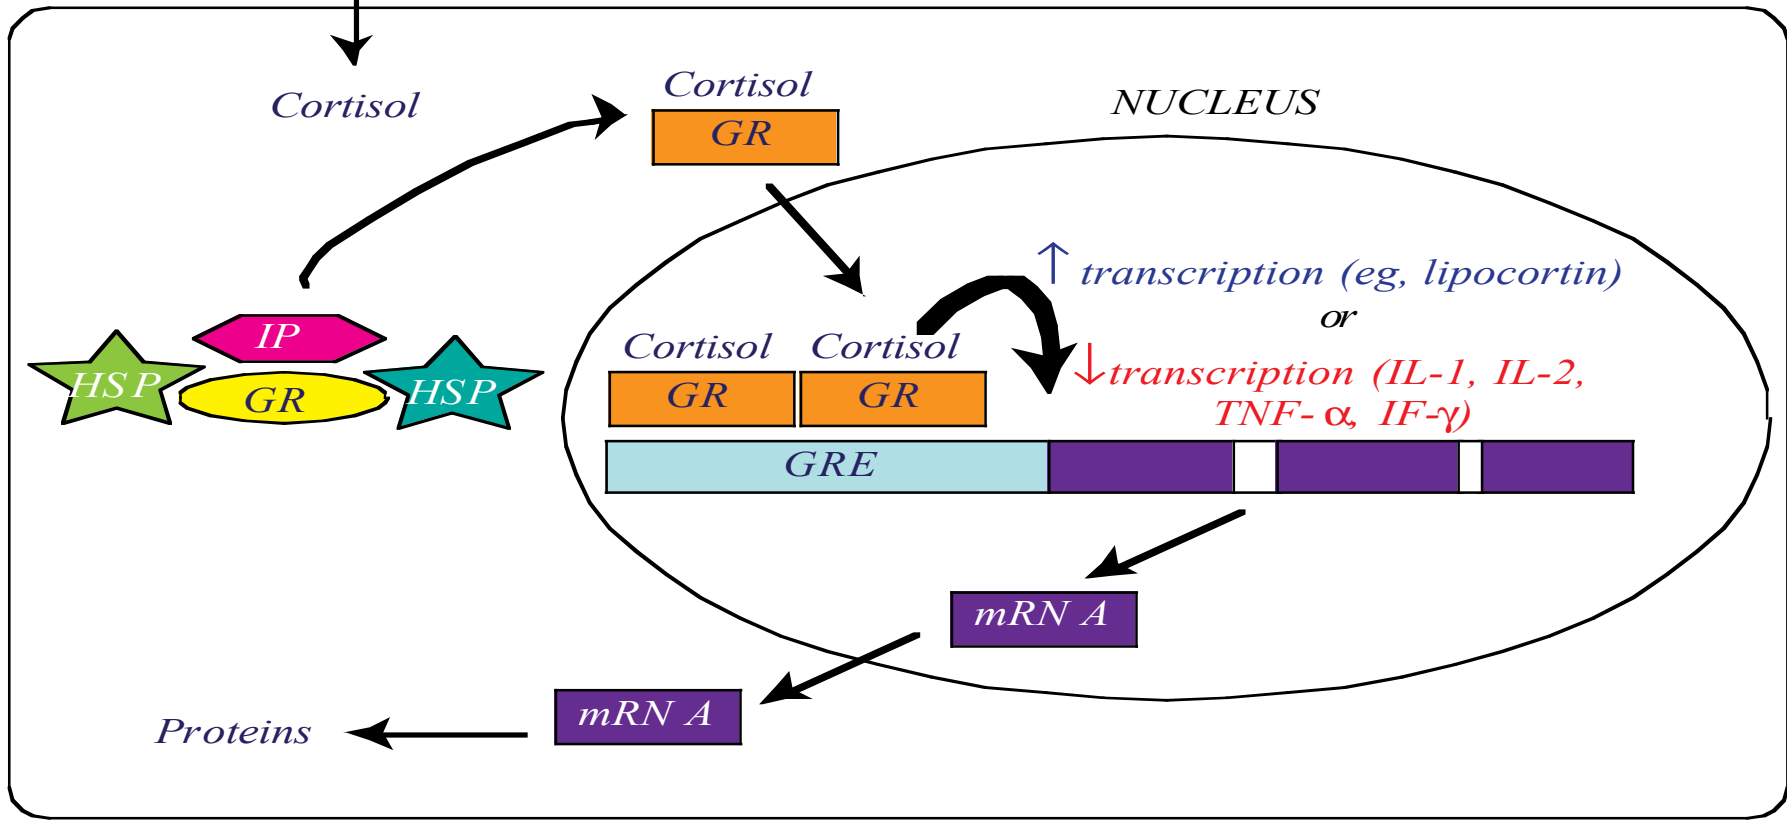 Cortisol
Cortisol
GR
NUCLEUS
↑ transcription (eg, lipocortin)
or
↓transcription (IL-1, IL-2,
TNF- α, IF-γ)
IP
HSP
GR
HSP
Cortisol
Cortisol
GR
GR
GRE
mRN A
mRN A
Proteins